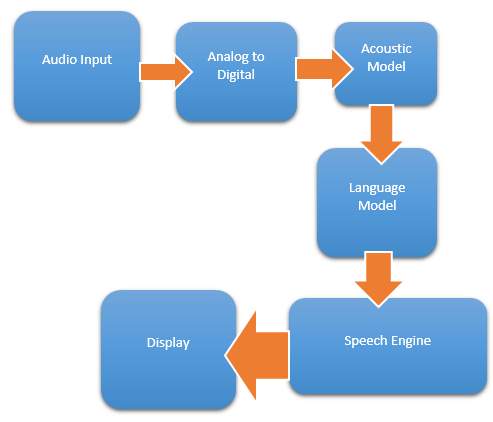 Audio Input
Analog to
Digital
Acoustic
Model
Language
Model
Speech Engine
Display